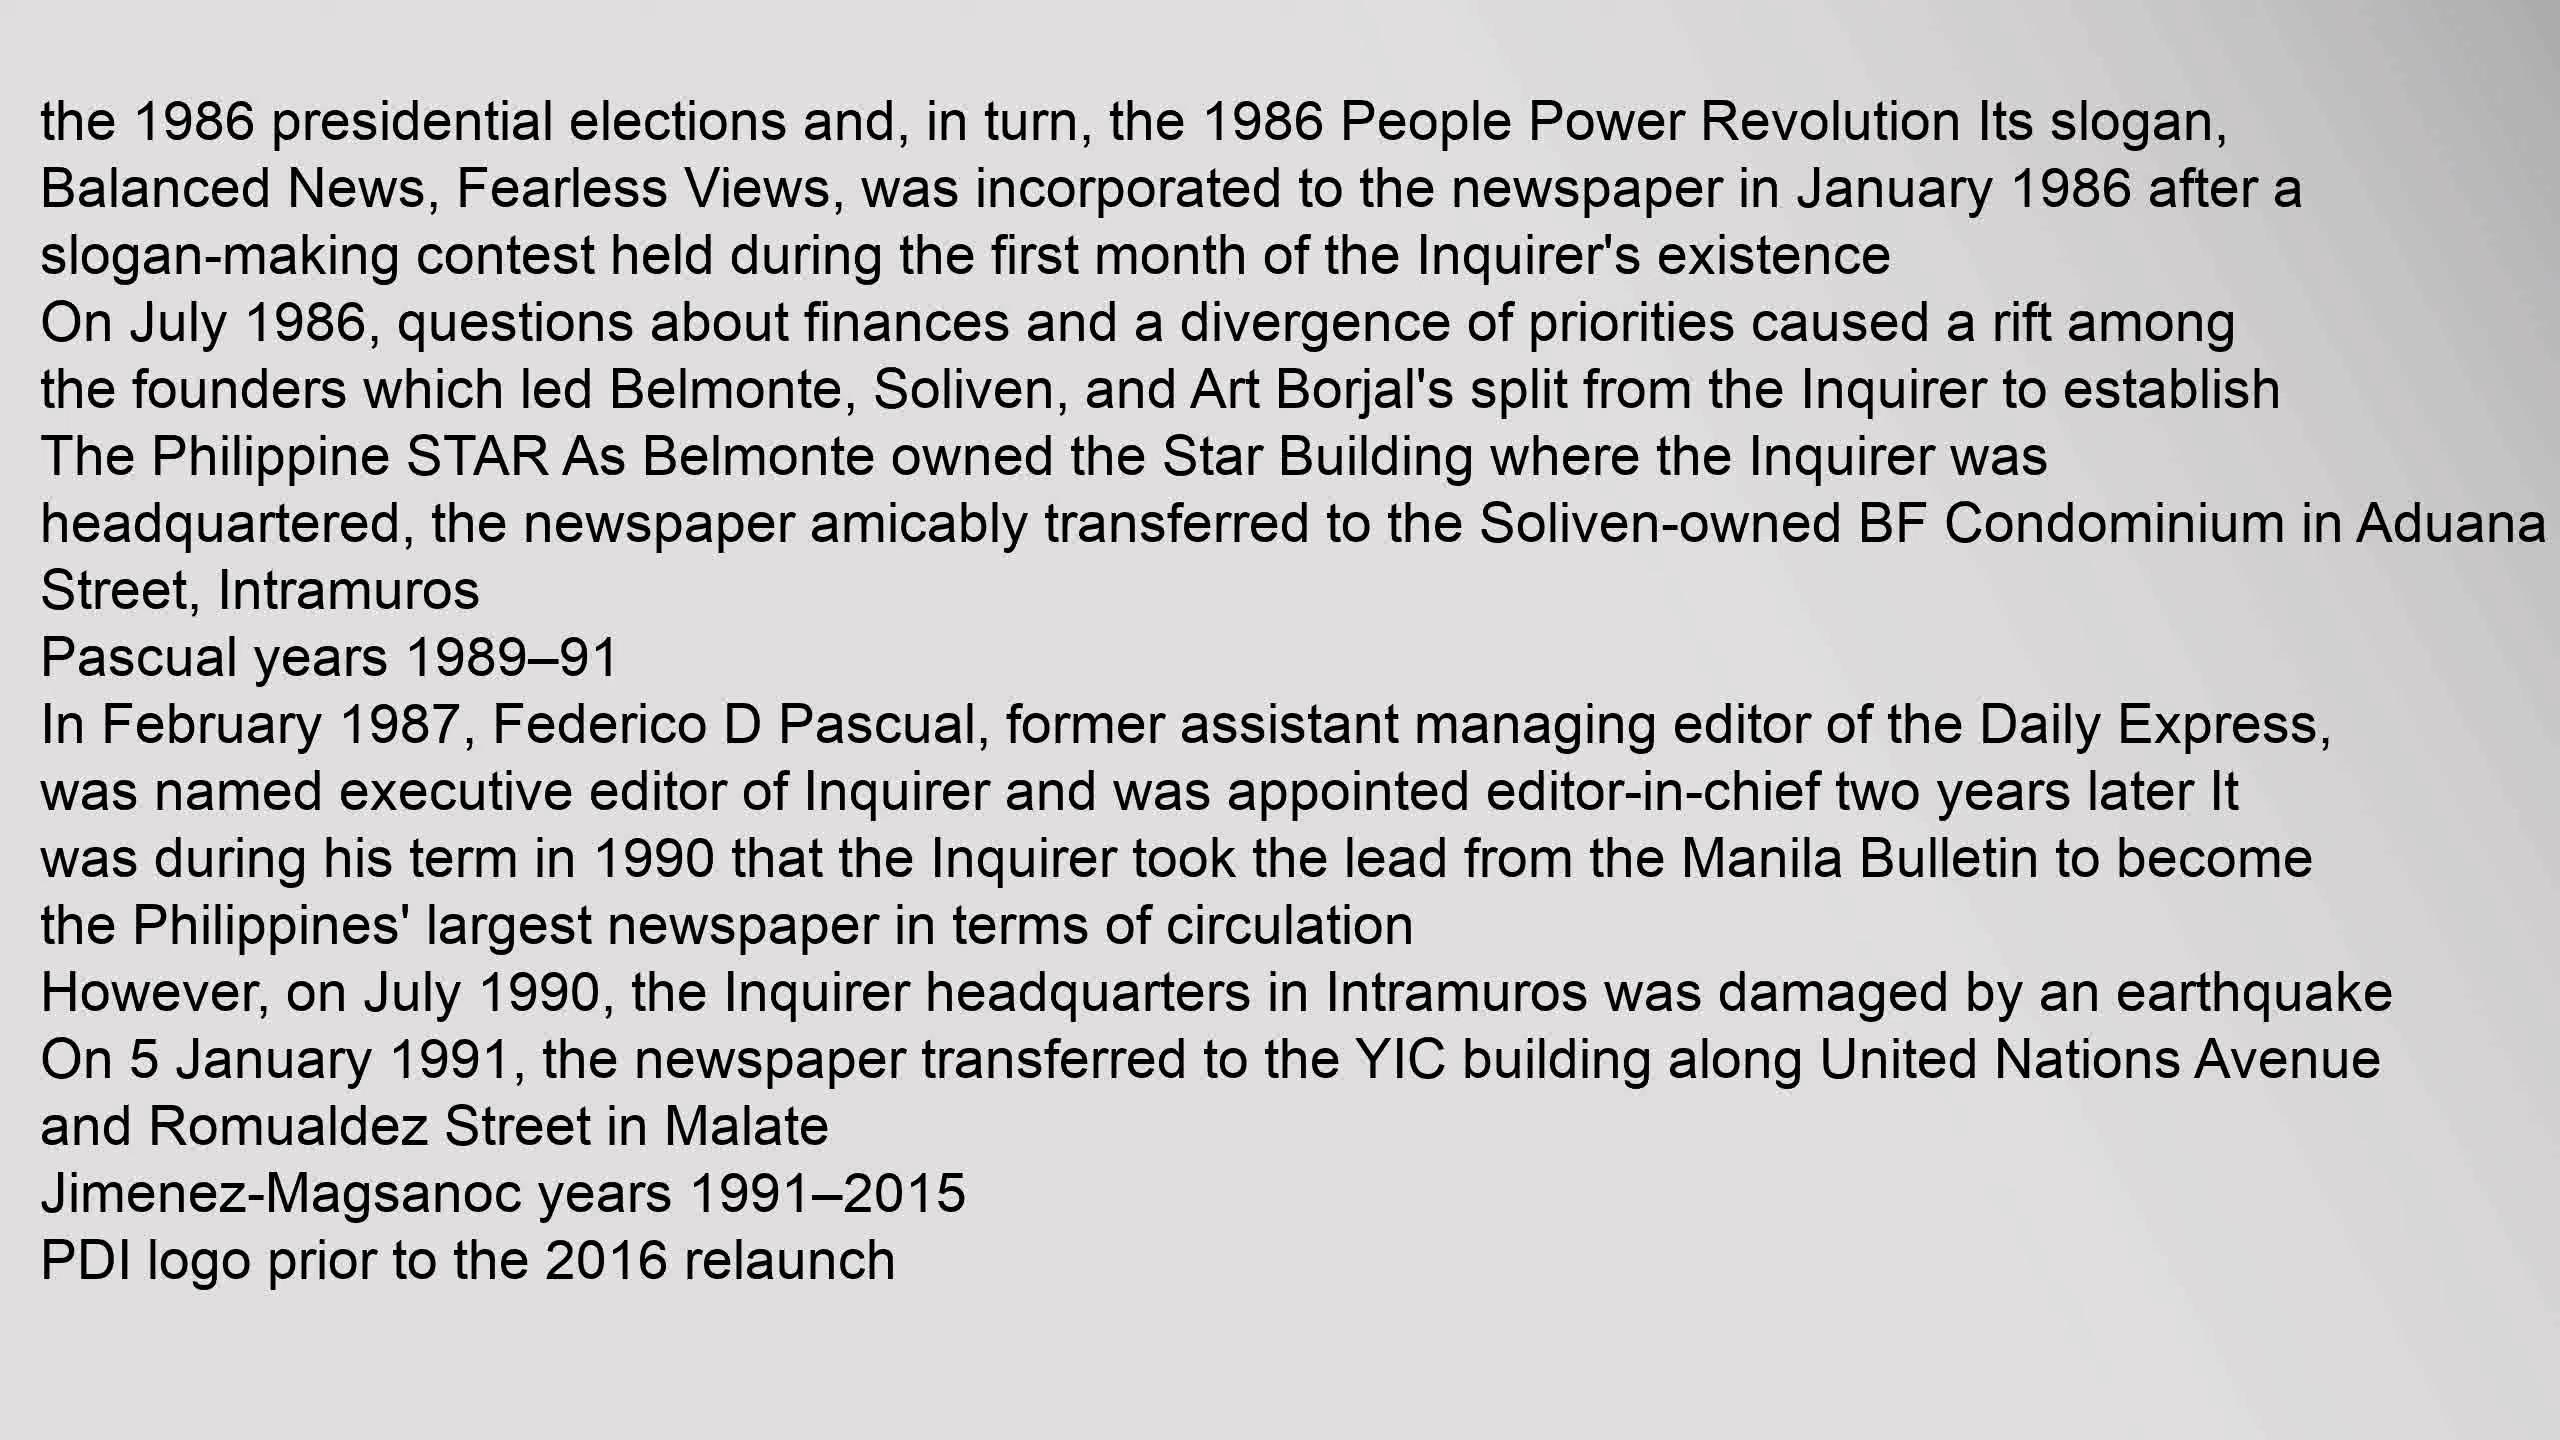 the 1986 presidential elections and, in turn, the 1986 People Power Revolution Its slogan,
Balanced News, Fearless Views, was incorporated to the newspaper in January 1986 after a
slogan-making contest held during the first month of the Inquirer's existence
On July 1986, questions about finances and a divergence of priorities caused a rift among
the founders which led Belmonte, Soliven, and Art Borjal's split from the Inquirer to establish
The Philippine STAR As Belmonte owned the Star Building where the Inquirer was
headquartered, the newspaper amicably transferred to the Soliven-owned BF Condominium in Aduana
Street, Intramuros
Pascual years 1989–91
In February 1987, Federico D Pascual, former assistant managing editor of the Daily Express,
was named executive editor of Inquirer and was appointed editor-in-chief two years later It
was during his term in 1990 that the Inquirer took the lead from the Manila Bulletin to become
the Philippines' largest newspaper in terms of circulation
However, on July 1990, the Inquirer headquarters in Intramuros was damaged by an earthquake
On 5 January 1991, the newspaper transferred to the YIC building along United Nations Avenue
and Romualdez Street in Malate
Jimenez-Magsanoc years 1991–2015
PDI logo prior to the 2016 relaunch